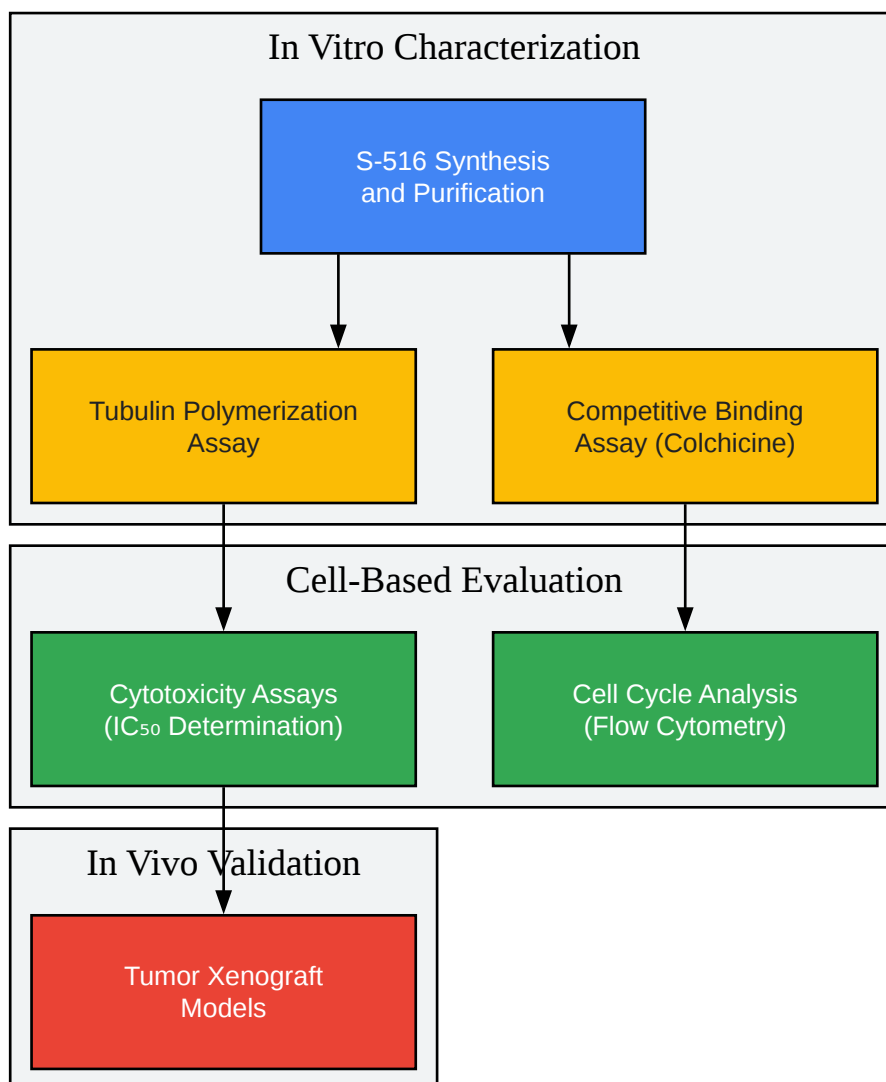 In Vitro Characterization
S-516 Synthesis
and Purification
Tubulin Polymerization
Assay
Competitive Binding
Assay (Colchicine)
Cell-Based Evaluation
Cytotoxicity Assays
(IC₅₀ Determination)
Cell Cycle Analysis
(Flow Cytometry)
In Vivo Validation
Tumor Xenograft
Models